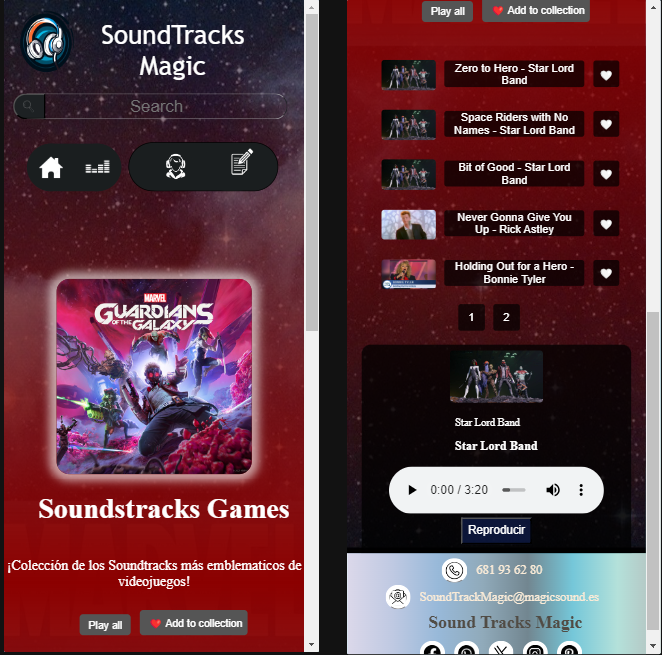 SoundTracks
Magic
Search
MARVEL
GUARDIANS
OF THE GALAXY
Soundstracks Games
¡Colección de los Soundtracks más emblematicos de
videojuegos!
Play all
Add to collection
Play all
Add to collection
Zero to Hero - Star Lord
Band
Space Riders with No
Names - Star Lord Band
Bit of Good - Star Lord
Band
Never Gonna Give You
Up - Rick Astley
Holding Out for a Hero -
Bonnie Tyler
1 2
Star Lord Band
Star Lord Band
0:00 / 3:20
Reproducir
681 93 62 80
SoundTrackMagic@magicsound.es
Sound Tracks Magic